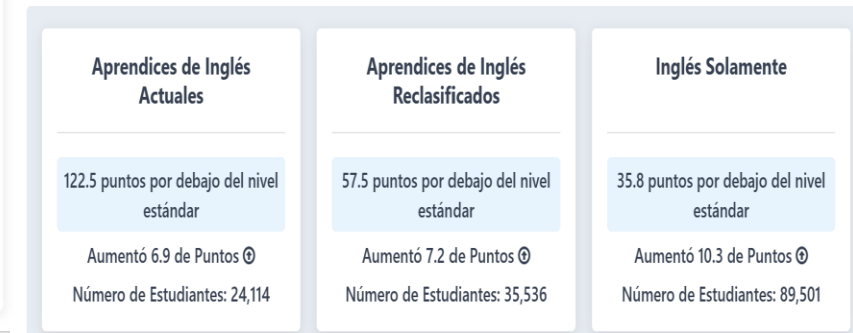 Aprendices de Inglés
Actuales
122.5 puntos por debajo del nivel
estándar
Aumentó 6.9 de Puntos
Número de Estudiantes: 24,114
Aprendices de Inglés
Reclasificados
57.5 puntos por debajo del nivel
estándar
Aumentó 7.2 de Puntos
Número de Estudiantes: 35,536
Inglés Solamente
35.8 puntos por debajo del nivel
estándar
Aumentó 10.3 de Puntos
Número de Estudiantes: 89,501